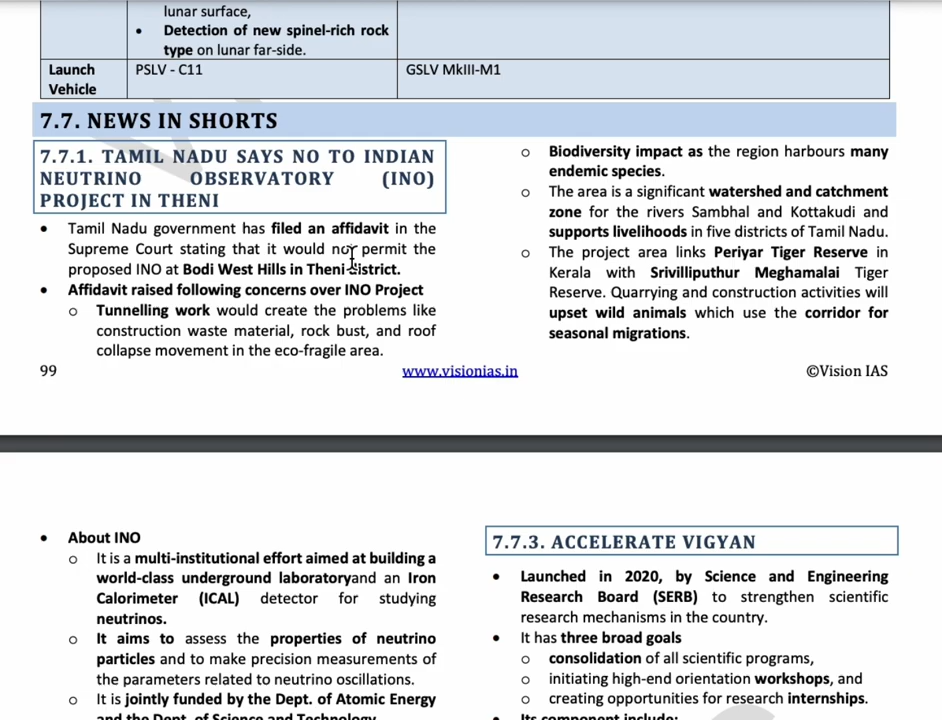 lunar surface,
• Detection of new spinel-rich rock
type on lunar far-side.
Launch Vehicle
PSLV - C11
GSLV MkIII-M1
7.7. NEWS IN SHORTS
7.7.1. TAMIL NADU SAYS NO TO INDIAN
NEUTRINO OBSERVATORY (INO)
PROJECT IN THENI
• Tamil Nadu government has filed an affidavit in the
Supreme Court stating that it would not permit the
proposed INO at Bodi West Hills in Theni District.
• Affidavit raised following concerns over INO Project
o Tunnelling work would create the problems like
construction waste material, rock bust, and roof
collapse movement in the eco-fragile area.
o Biodiversity impact as the region harbours many
endemic species.
o The area is a significant watershed and catchment
zone for the rivers Sambhal and Kottakudi and
supports livelihoods in five districts of Tamil Nadu.
o The project area links Periyar Tiger Reserve in
Kerala with Srivilliputhur Meghamalai Tiger
Reserve. Quarrying and construction activities will
upset wild animals which use the corridor for
seasonal migrations.
99
www.visionias.in
©Vision IAS
• About INO
o It is a multi-institutional effort aimed at building a
world-class underground laboratoryand an Iron
Calorimeter (ICAL) detector for studying
neutrinos.
o It aims to assess the properties of neutrino
particles and to make precision measurements of
the parameters related to neutrino oscillations.
o It is jointly funded by the Dept. of Atomic Energy
and the Dept. of Science and Technology
7.7.3. ACCELERATE VIGYAN
• Launched in 2020, by Science and Engineering
Research Board (SERB) to strengthen scientific
research mechanisms in the country.
• It has three broad goals
o consolidation of all scientific programs,
o initiating high-end orientation workshops, and
o creating opportunities for research internships.
• Its component include: